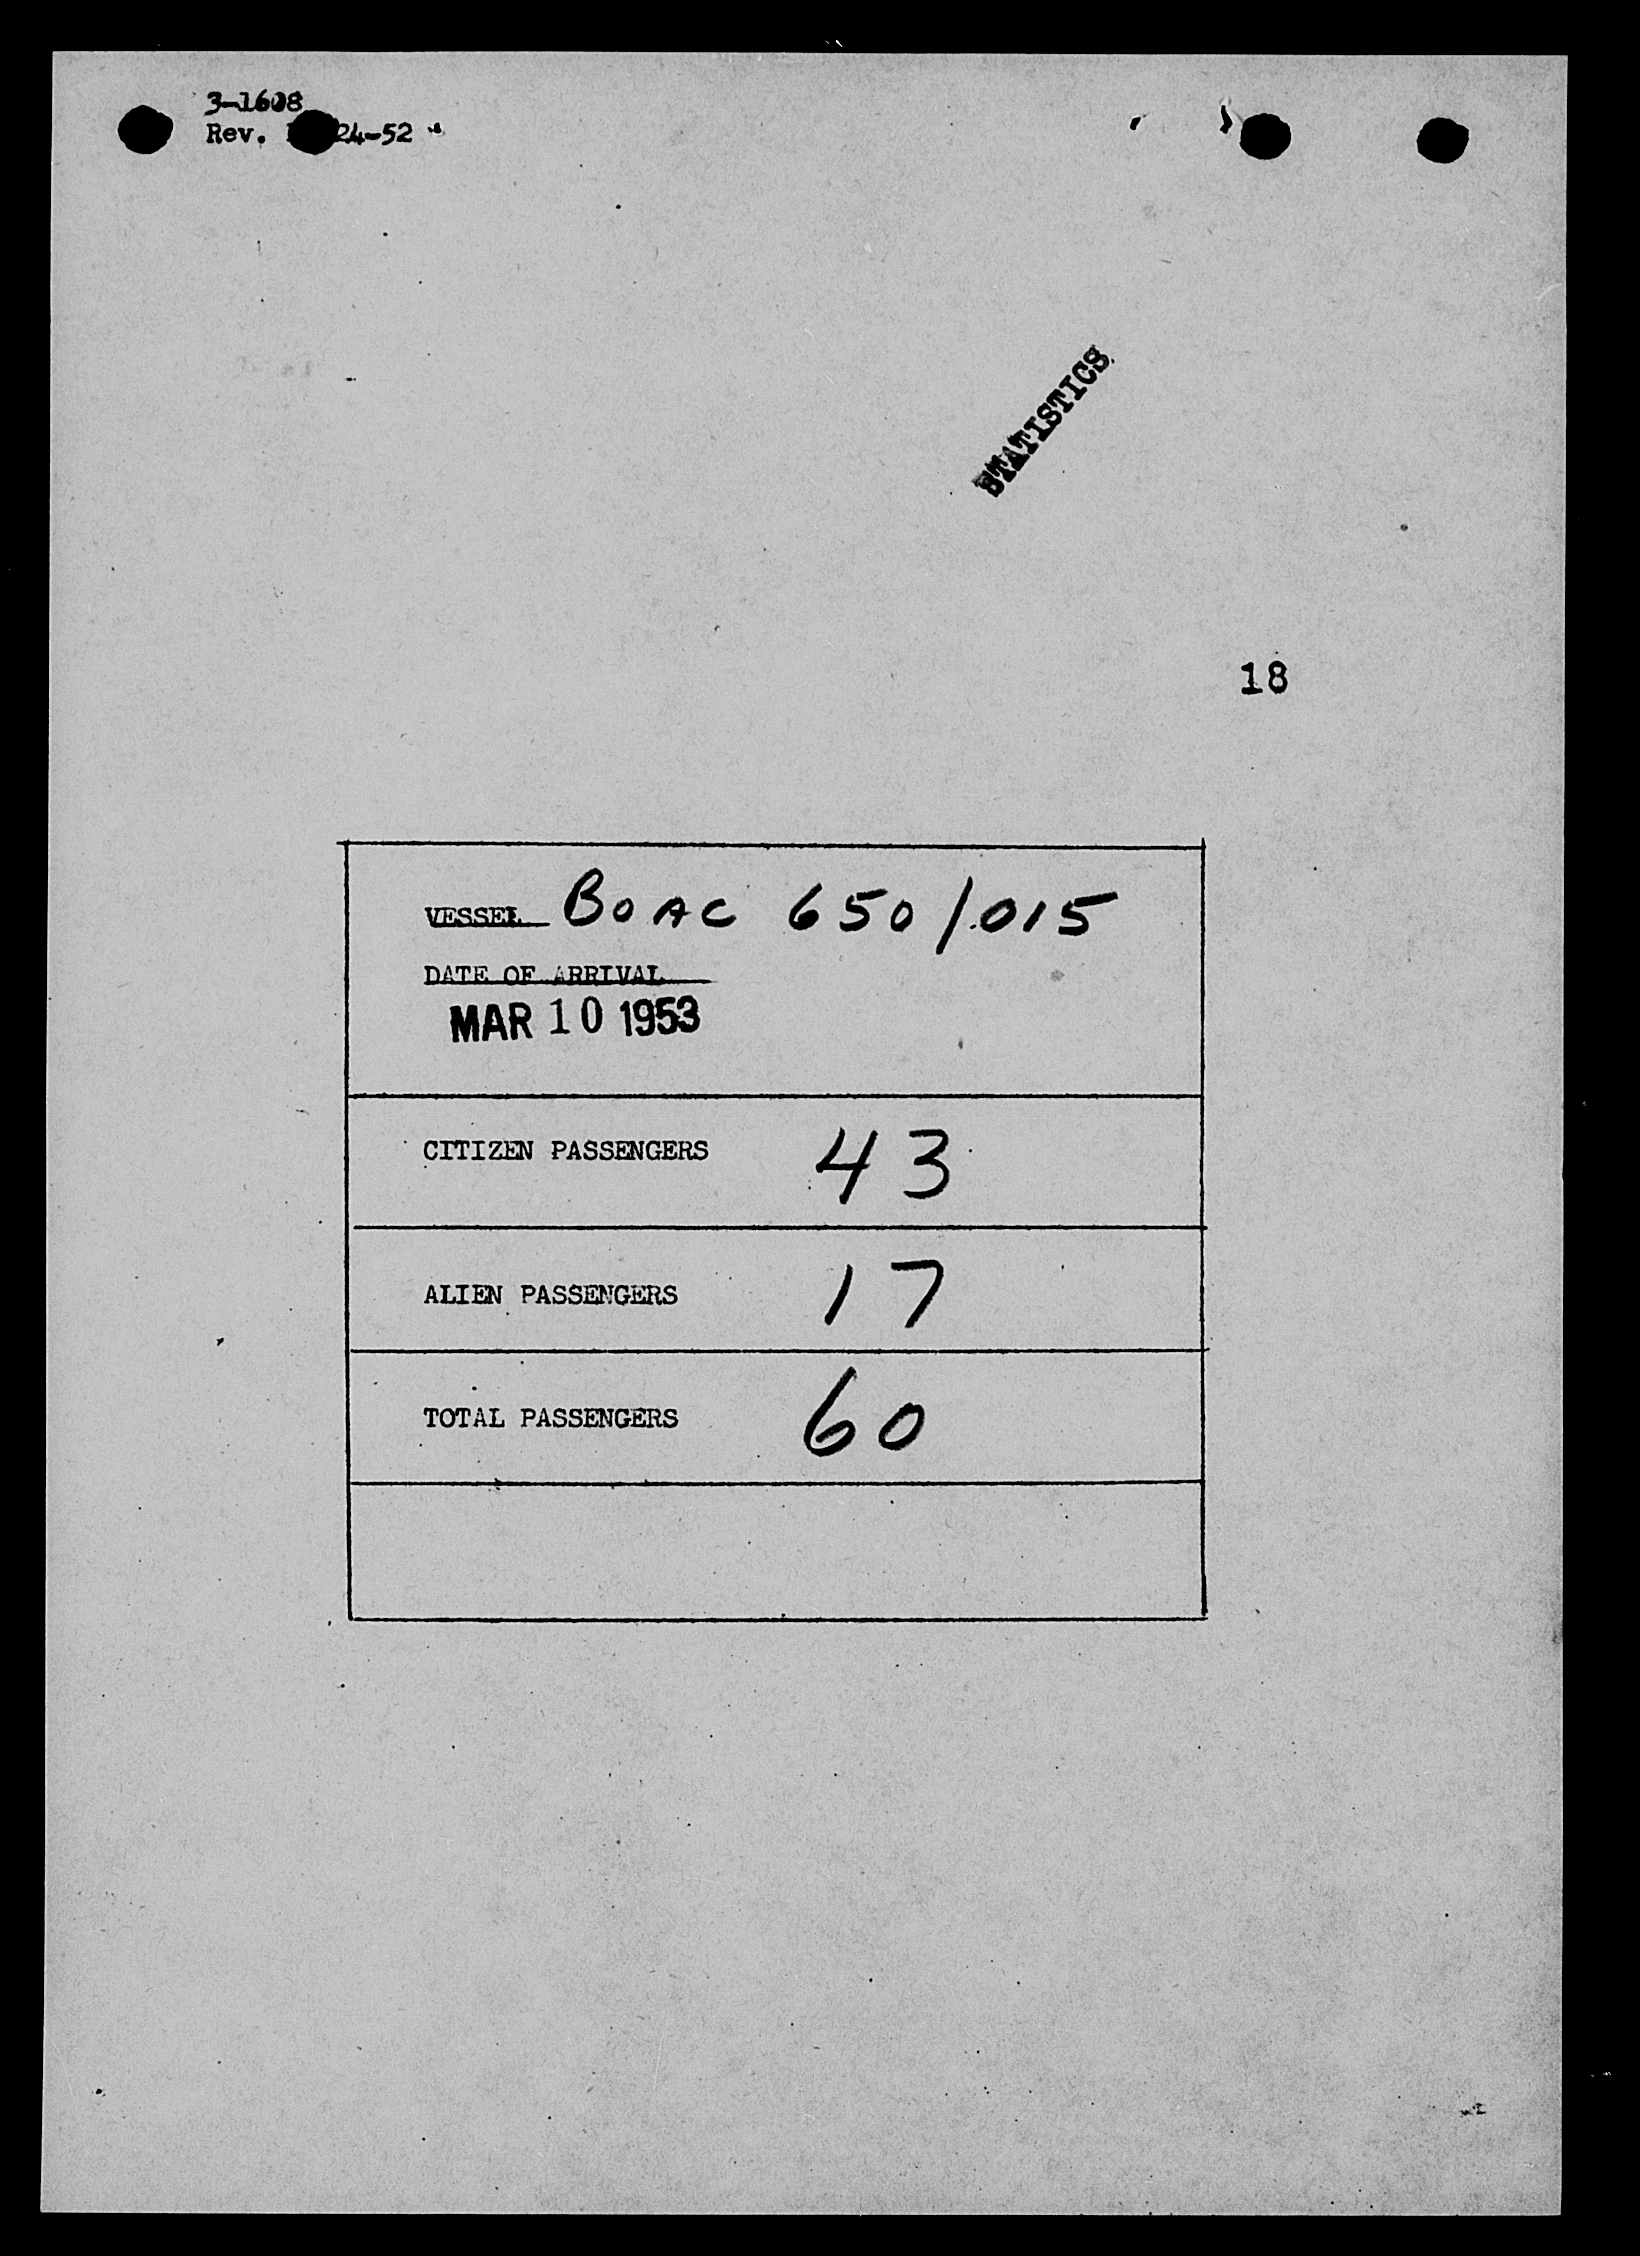 3-1608
Rev. 24-52
STATISTICS
18
VESSEL BOAC 650/015
DATE OF ARRIVAL
MAR 10 1953
CITIZEN PASSENGERS 43
ALIEN PASSENGERS 17
TOTAL PASSENGERS 60